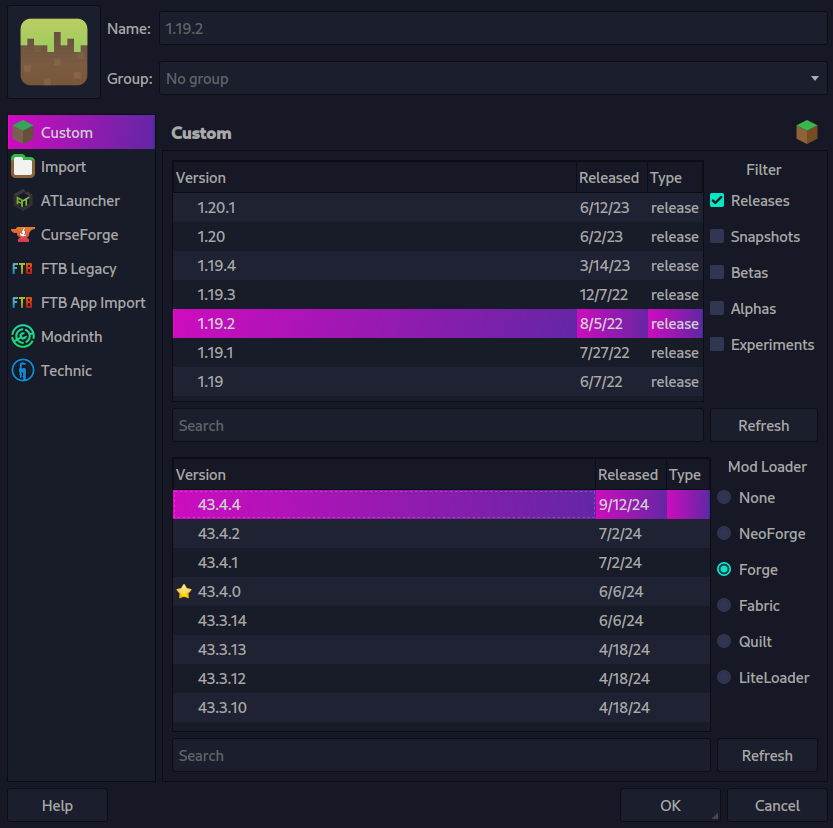 Name: 1.19.2
Group: No group
Custom
Import
ATLauncher
CurseForge
FTB FTB Legacy
FTB FTB App Import
Modrinth
Technic
Custom
Version Released Type
1.20.1 6/12/23 release
1.20 6/2/23 release
1.19.4 3/14/23 release
1.19.3 12/7/22 release
1.19.2 8/5/22 release
1.19.1 7/27/22 release
1.19 6/7/22 release
Search
Filter
Releases
Snapshots
Betas
Alphas
Experiments
Refresh
Version Released Type
43.4.4 9/12/24
43.4.2 7/2/24
43.4.1 7/2/24
43.4.0 6/6/24
43.3.14 6/6/24
43.3.13 4/18/24
43.3.12 4/18/24
43.3.10 4/18/24
Search
Mod Loader
None
NeoForge
Forge
Fabric
Quilt
LiteLoader
Refresh
Help
OK
Cancel